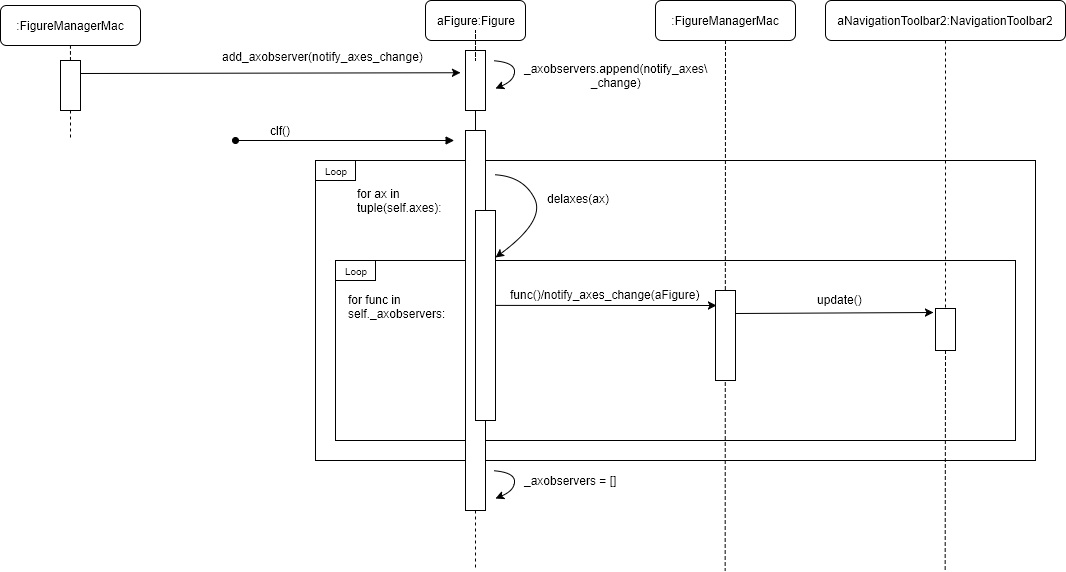 :FigureManagerMac
aFigure:Figure
:FigureManagerMac
aNavigationToolbar2:NavigationToolbar2
add_axobserver(notify_axes_change)
_axobservers.append(notify_axes\
_change)
clf()
Loop
for ax in
tuple(self.axes):
delaxes(ax)
Loop
for func in
self._axobservers:
func()/notify_axes_change(aFigure)
update()
_axobservers = []